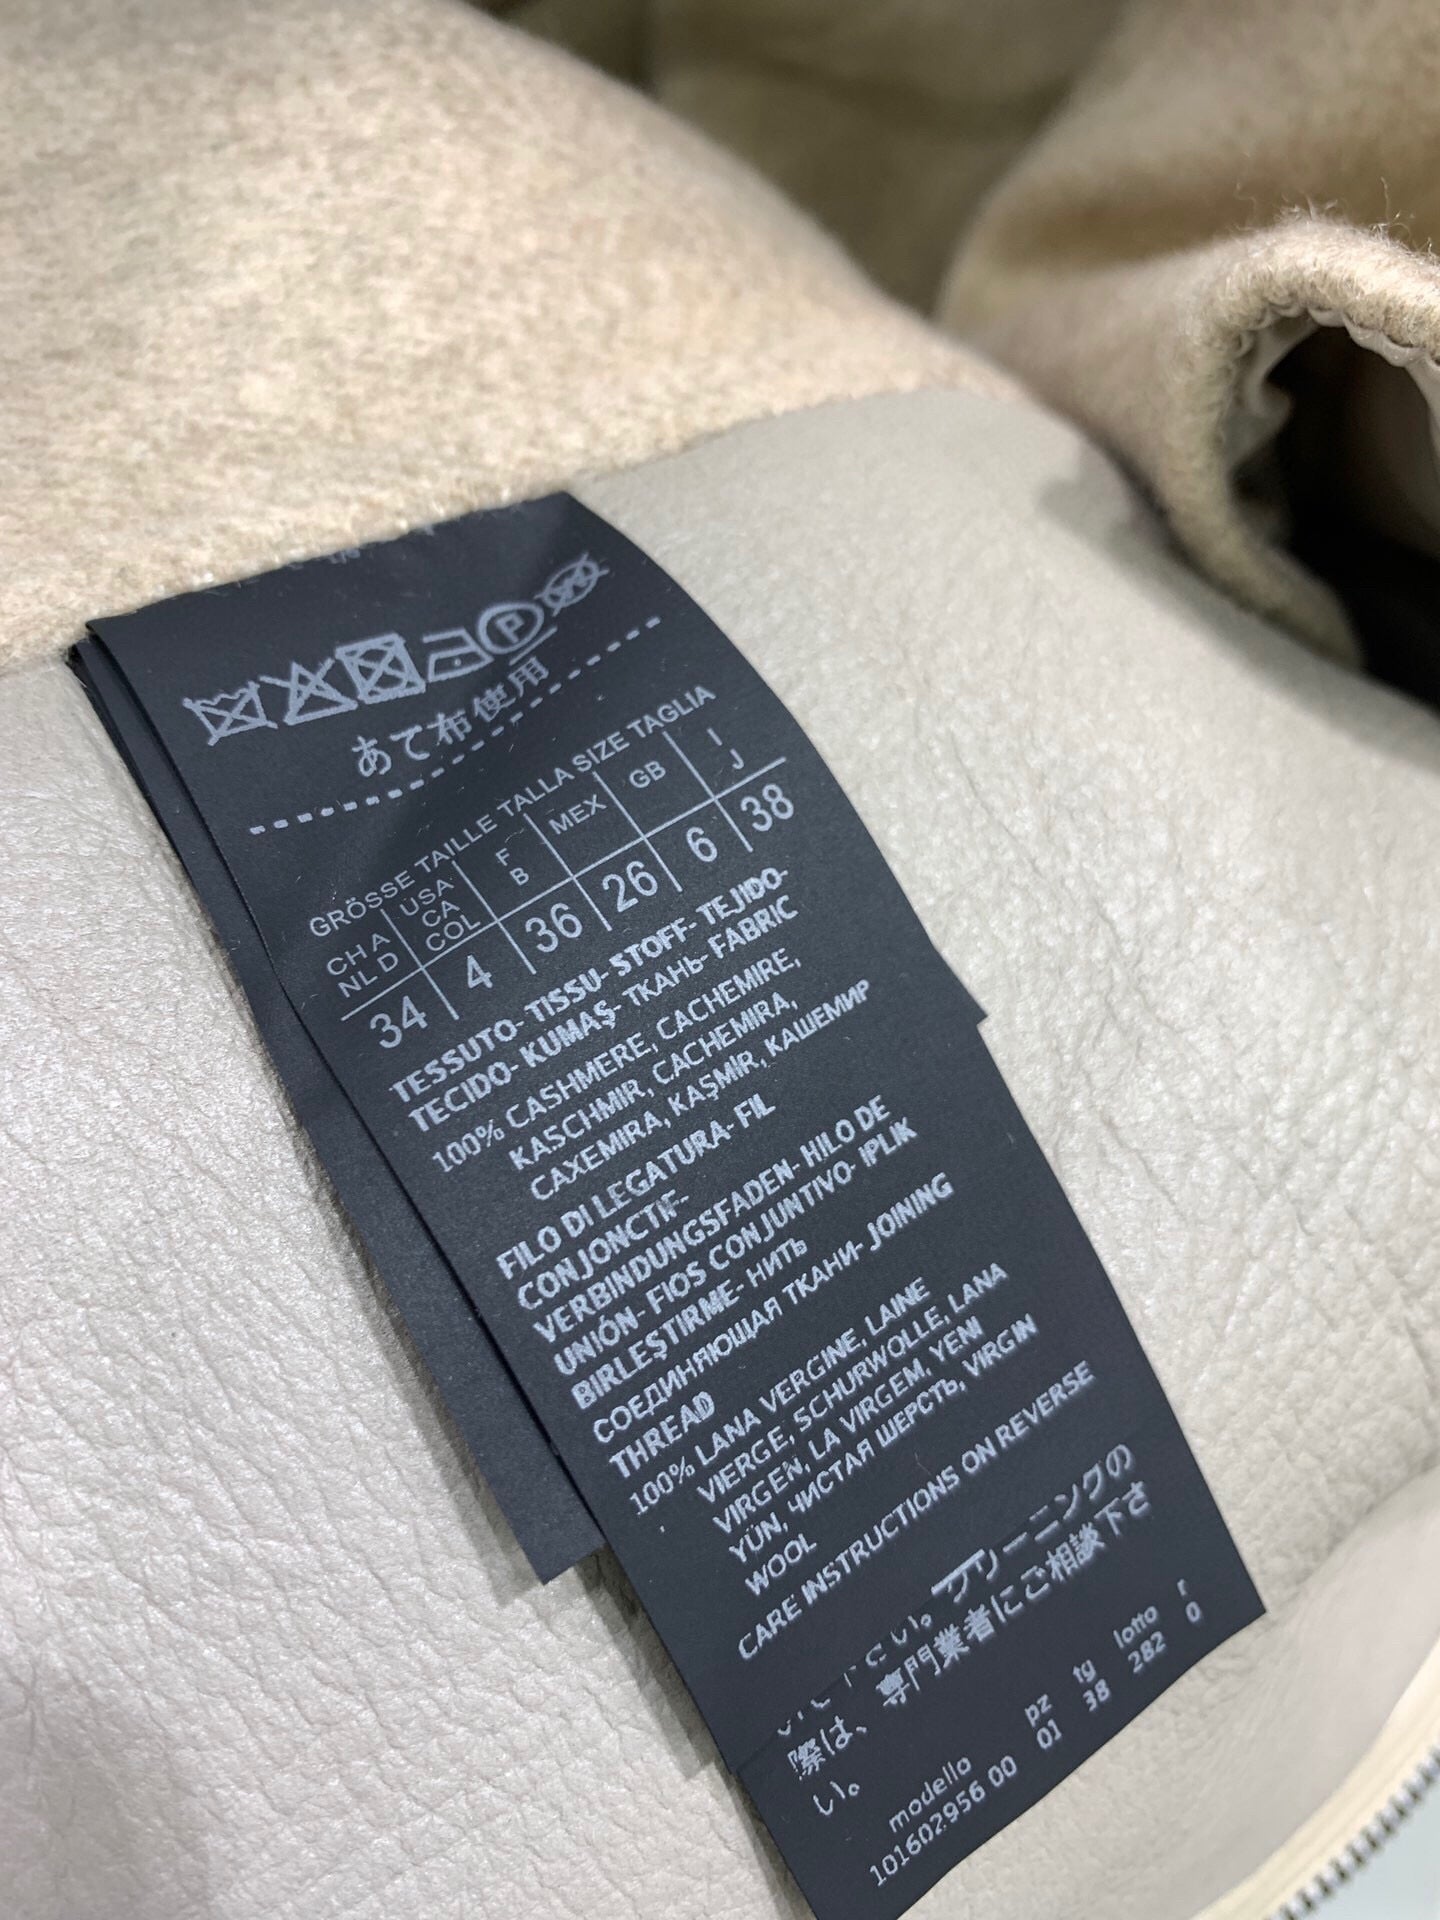 P
あて布使用
GRÖSSE TAILLE TALLA SIZE TAGLIA
CH A NL D
USA CA COL
F B
MEX
GB
I J
34 4 36 26 6 38
TESSUTO- TISSU- STOFF- TEJIDO-
TECIDO- KUMAŞ- ТКАНЬ- FABRIC
100% CASHMERE, CACHEMIRE,
KASCHMIR, CACHEMIRA,
CAXEMIRA, KAŞMİR, КАШЕМИР
FILO DI LEGATURA- FIL
CONJONCTIF-
VERBINDUNGSFADEN- HILO DE
UNIÓN- FIOS CONJUNTIVO- IPLIK
BIRLEŞTIRME- НИТЬ
СОЕДИНЯЮЩАЯ ТКАНИ- JOINING
THREAD
100% LANA VERGINE, LAINE
VIERGE, SCHURWOLLE, LANA
VIRGEN, LA VIRGEM, YENI
YÜN, ЧИСТАЯ ШЕРСТЬ, VIRGIN
WOOL
CARE INSTRUCTIONS ON REVERSE
さい。クリーニングの
際は、専門業者にご相談下さ
い。
modello pz tg lotto r
101602956 00 01 38 282 0